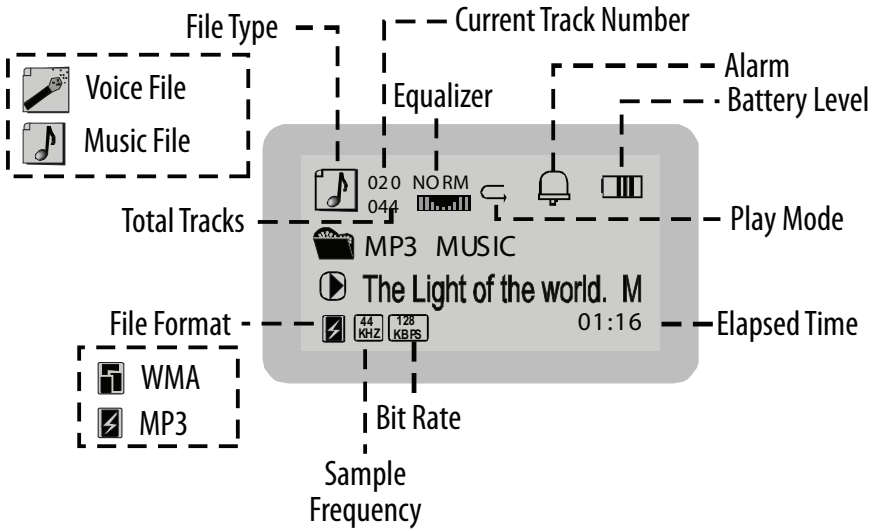 File Type
Current Track Number
Voice File
Music File
Equalizer
Alarm
Battery Level
020 NORM
044
Total Tracks
Play Mode
MP3 MUSIC
The Light of the world. M
File Format
44 KHZ
128 KBPS
01:16
Elapsed Time
WMA
MP3
Bit Rate
Sample
Frequency